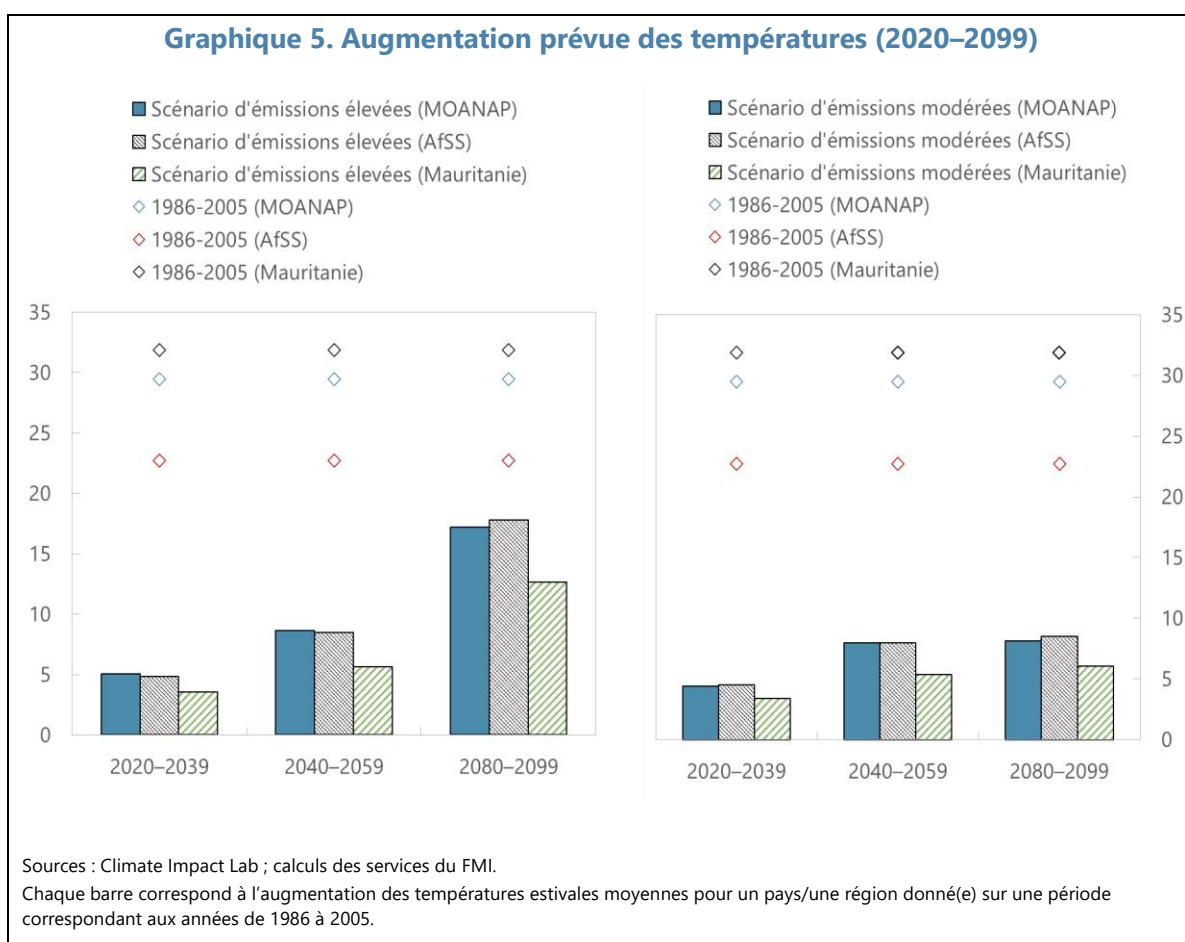 Graphique 5. Augmentation prévue des températures (2020–2099)
Scénario d'émissions élevées (MOANAP)
Scénario d'émissions élevées (AfSS)
Scénario d'émissions élevées (Mauritanie)
1986-2005 (MOANAP)
1986-2005 (AfSS)
1986-2005 (Mauritanie)
35
30
25
20
15
10
5
0
2020–2039
2040–2059
2080–2099
Scénario d'émissions modérées (MOANAP)
Scénario d'émissions modérées (AfSS)
Scénario d'émissions modérées (Mauritanie)
1986-2005 (MOANAP)
1986-2005 (AfSS)
1986-2005 (Mauritanie)
35
30
25
20
15
10
5
0
2020–2039
2040–2059
2080–2099
Sources : Climate Impact Lab ; calculs des services du FMI.
Chaque barre correspond à l'augmentation des températures estivales moyennes pour un pays/une région donné(e) sur une période
correspondant aux années de 1986 à 2005.